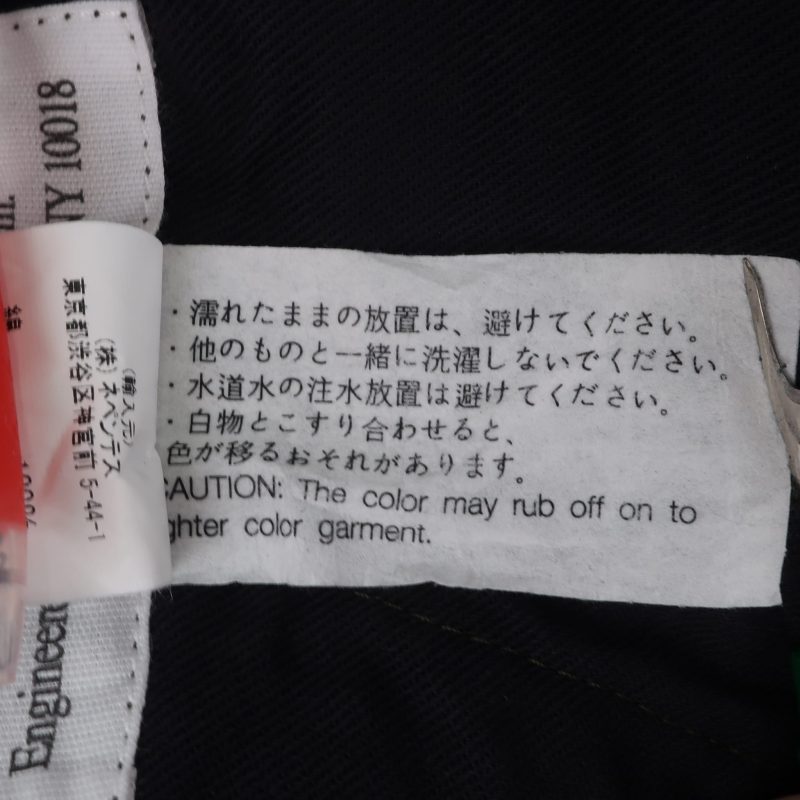 ・濡れたままの放置は、避けてください。
・他のものと一緒に洗濯しないでください。
・水道水の注水放置は避けてください。
・白物とこすり合わせると、
色が移るおそれがあります。
CAUTION: The color may rub off on to
ghter color garment.
(輸入元)
(株)ネペンテス
東京都渋谷区神宮前 5-44-1
NY 10018
Engineer